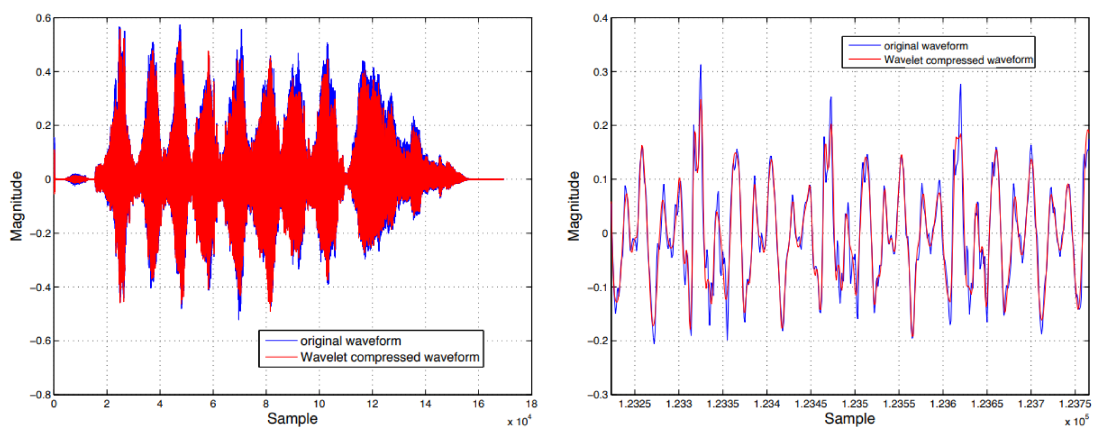 0.6
0.4
0.2
0
−0.2
−0.4
−0.6
−0.8
Magnitude
original waveform
Wavelet compressed waveform
0 2 4 6 8 10 12 14 16 18
Sample
x 10⁴
0.4
0.3
0.2
0.1
0
−0.1
−0.2
−0.3
Magnitude
original waveform
Wavelet compressed waveform
1.2325 1.233 1.2335 1.234 1.2345 1.235 1.2355 1.236 1.2365 1.237 1.2375
Sample
x 10⁵